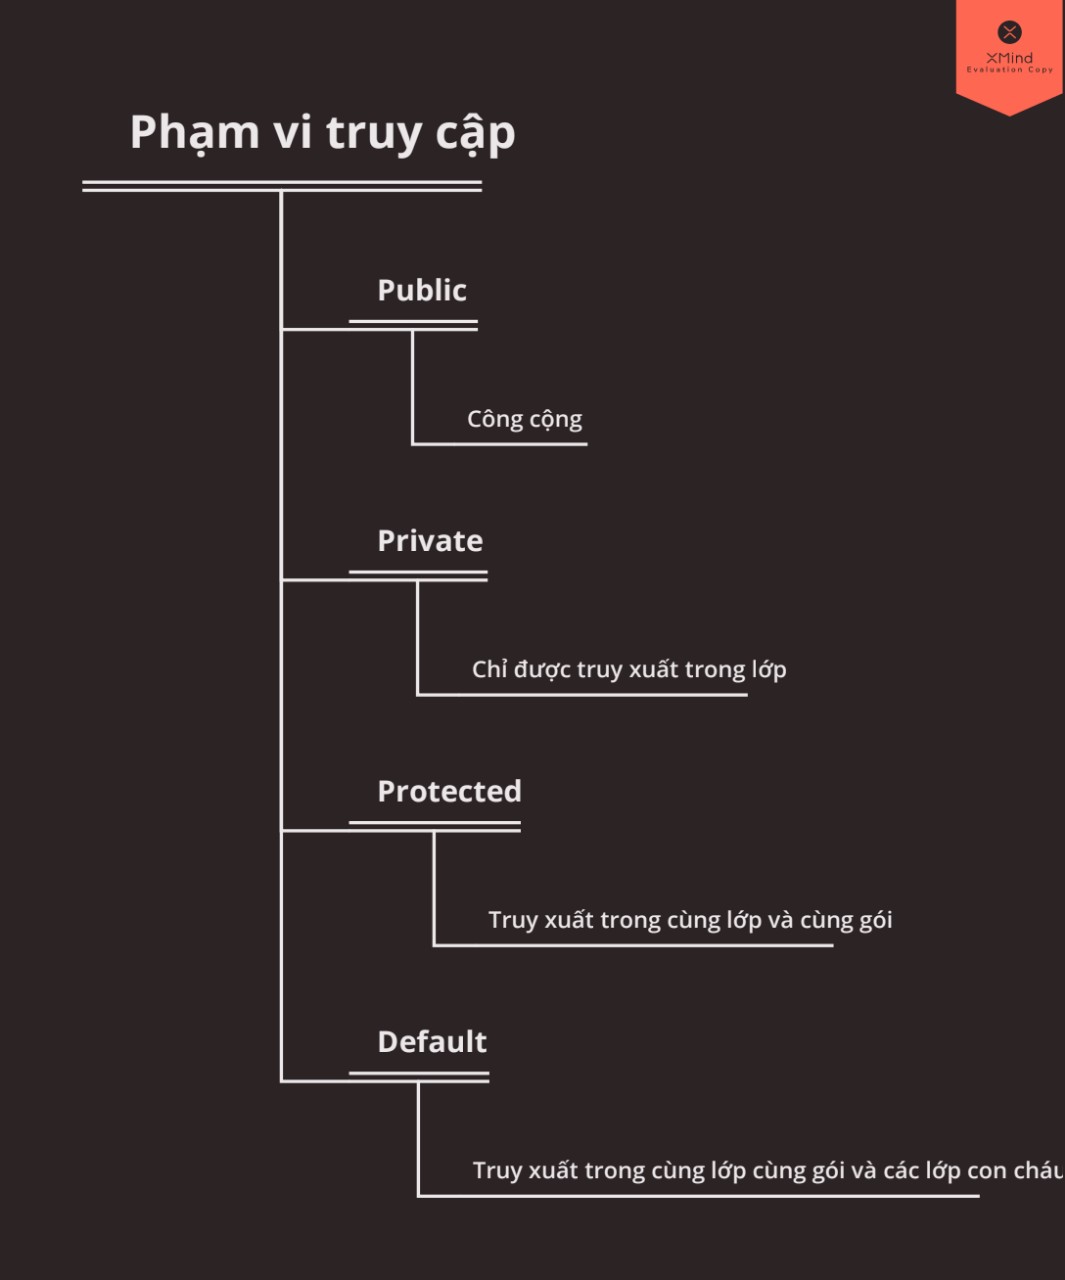 XMind
Evaluation Copy
Phạm vi truy cập
Public
Công cộng
Private
Chỉ được truy xuất trong lớp
Protected
Truy xuất trong cùng lớp và cùng gói
Default
Truy xuất trong cùng lớp cùng gói và các lớp con cháu